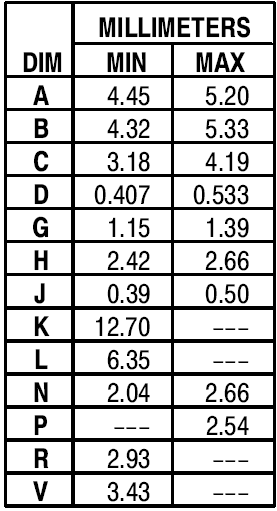 MILLIMETERS
DIM MIN MAX
A 4.45 5.20
B 4.32 5.33
C 3.18 4.19
D 0.407 0.533
G 1.15 1.39
H 2.42 2.66
J 0.39 0.50
K 12.70 ---
L 6.35 ---
N 2.04 2.66
P --- 2.54
R 2.93 ---
V 3.43 ---